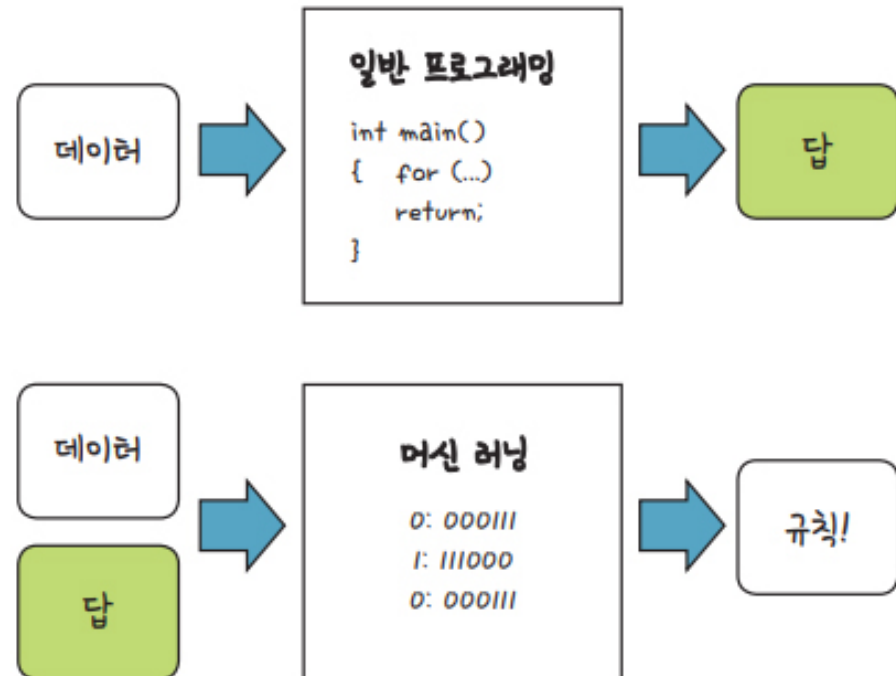 데이터
일반 프로그래밍
int main()
{ for (...)
return;
}
답
데이터
답
머신 러닝
0: 000111
1: 111000
0: 000111
규칙!